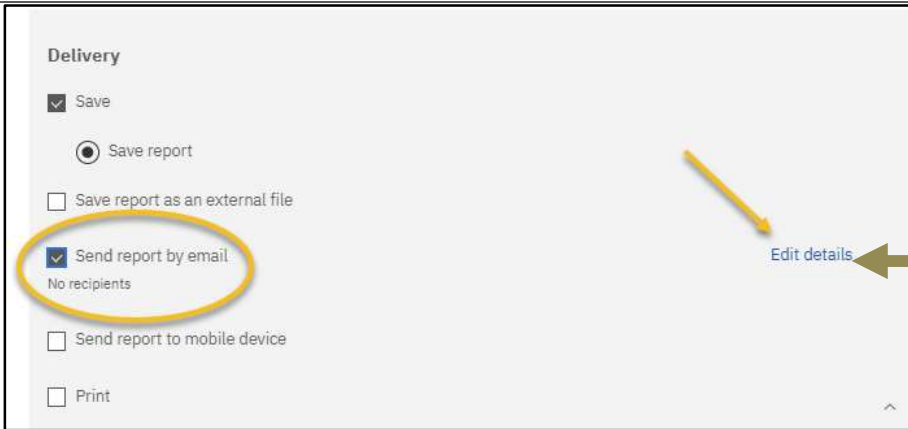 Delivery
Save
Save report
Save report as an external file
Send report by email
Edit details
No recipients
Send report to mobile device
Print